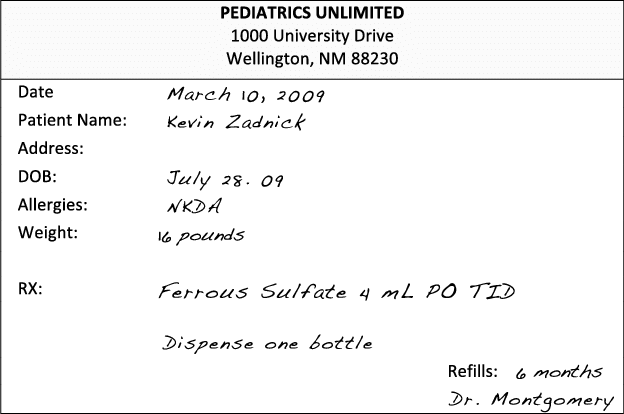 PEDIATRICS UNLIMITED
1000 University Drive
Wellington, NM 88230
Date March 10, 2009
Patient Name: Kevin Zadnick
Address:
DOB: July 28. 09
Allergies: NKDA
Weight: 16 pounds
RX: Ferrous Sulfate 4 mL PO TID
Dispense one bottle
Refills: 6 months
Dr. Montgomery